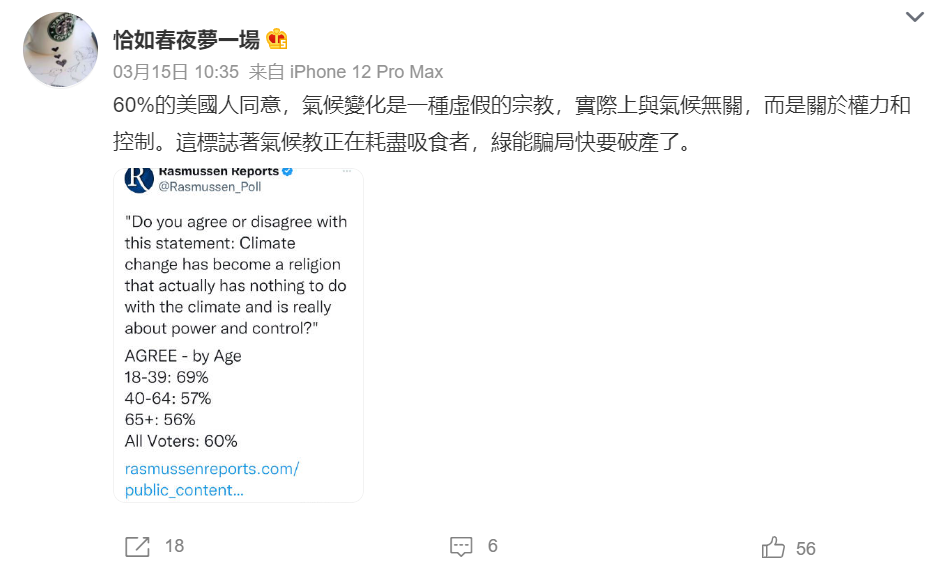 恰如春夜夢一場
03月15日 10:35 来自 iPhone 12 Pro Max
60%的美國人同意，氣候變化是一種虛假的宗教，實際上與氣候無關，而是關於權力和
控制。這標誌著氣候教正在耗盡吸食者，綠能騙局快要破產了。
Rasmussen Reports
@Rasmussen_Poll
"Do you agree or disagree with
this statement: Climate
change has become a religion
that actually has nothing to do
with the climate and is really
about power and control?"
AGREE - by Age
18-39: 69%
40-64: 57%
65+: 56%
All Voters: 60%
rasmussenreports.com/
public_content...
18 6 56